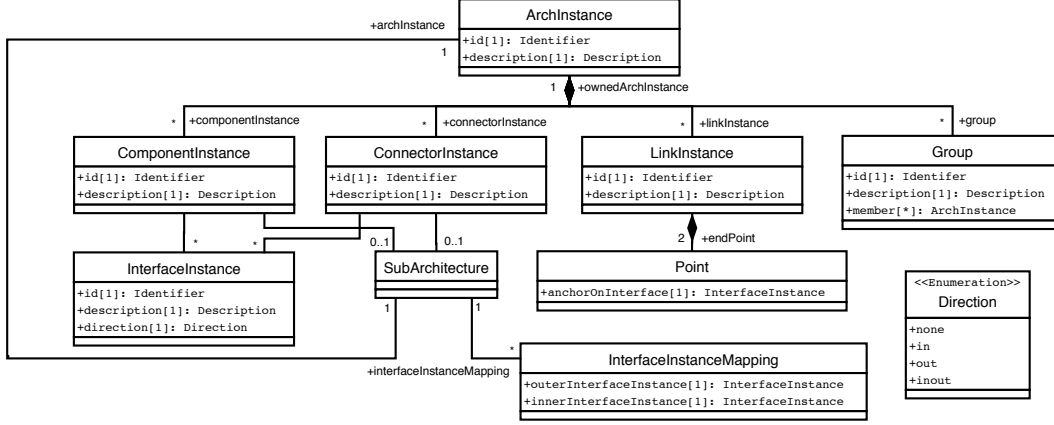 ArchInstance
+id[1]: Identifier
+description[1]: Description
+archInstance
1
1
+ownedArchInstance
*
+componentInstance
*
+connectorInstance
*
+linkInstance
*
+group
ComponentInstance
+id[1]: Identifier
+description[1]: Description
ConnectorInstance
+id[1]: Identifier
+description[1]: Description
LinkInstance
+id[1]: Identifier
+description[1]: Description
Group
+id[1]: Identifer
+description[1]: Description
+member[*]: ArchInstance
*
*
0..1
0..1
2
+endPoint
InterfaceInstance
+id[1]: Identifier
+description[1]: Description
+direction[1]: Direction
SubArchitecture
1
1
Point
+anchorOnInterface[1]: InterfaceInstance
<<Enumeration>>
Direction
+none
+in
+out
+inout
*
+interfaceInstanceMapping
InterfaceInstanceMapping
+outerInterfaceInstance[1]: InterfaceInstance
+innerInterfaceInstance[1]: InterfaceInstance